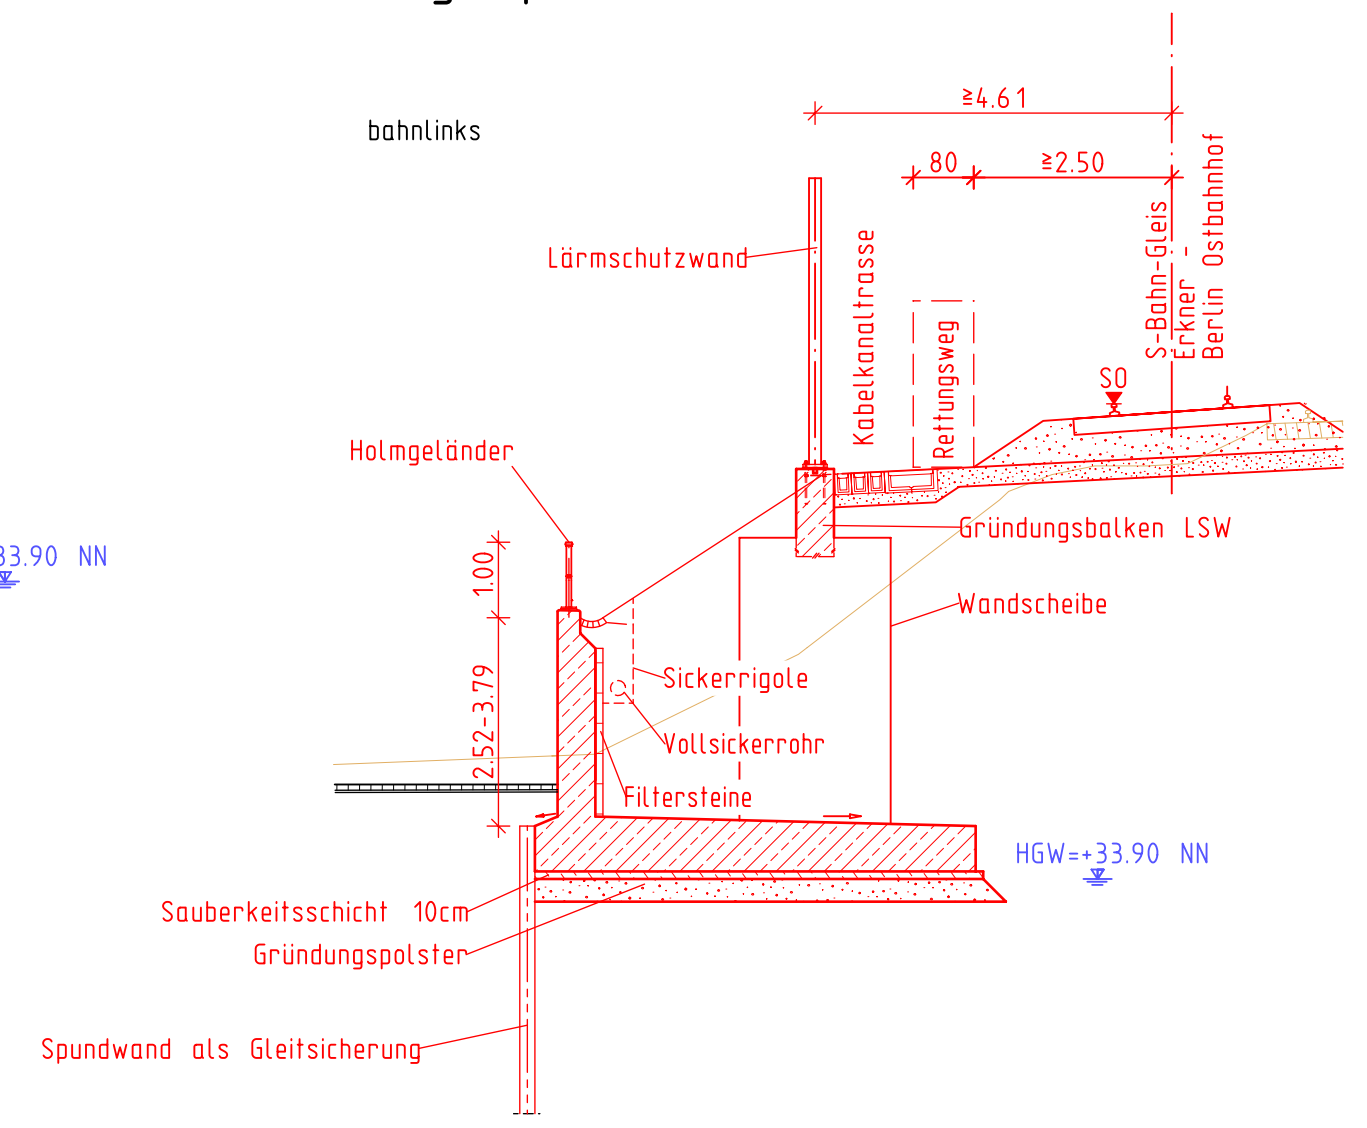 bahnlinks
≥4.61
80
≥2.50
S-Bahn-Gleis
Erkner -
Berlin Ostbahnhof
Lärmschutzwand
Kabelkanaltrasse
Rettungsweg
SO
Holmgeländer
Gründungsbalken LSW
33.90 NN
1.00
Wandscheibe
Sickerrigole
2.52-3.79
Vollsickerrohr
Filtersteine
HGW=+33.90 NN
Sauberkeitsschicht 10cm
Gründungspolster
Spundwand als Gleitsicherung